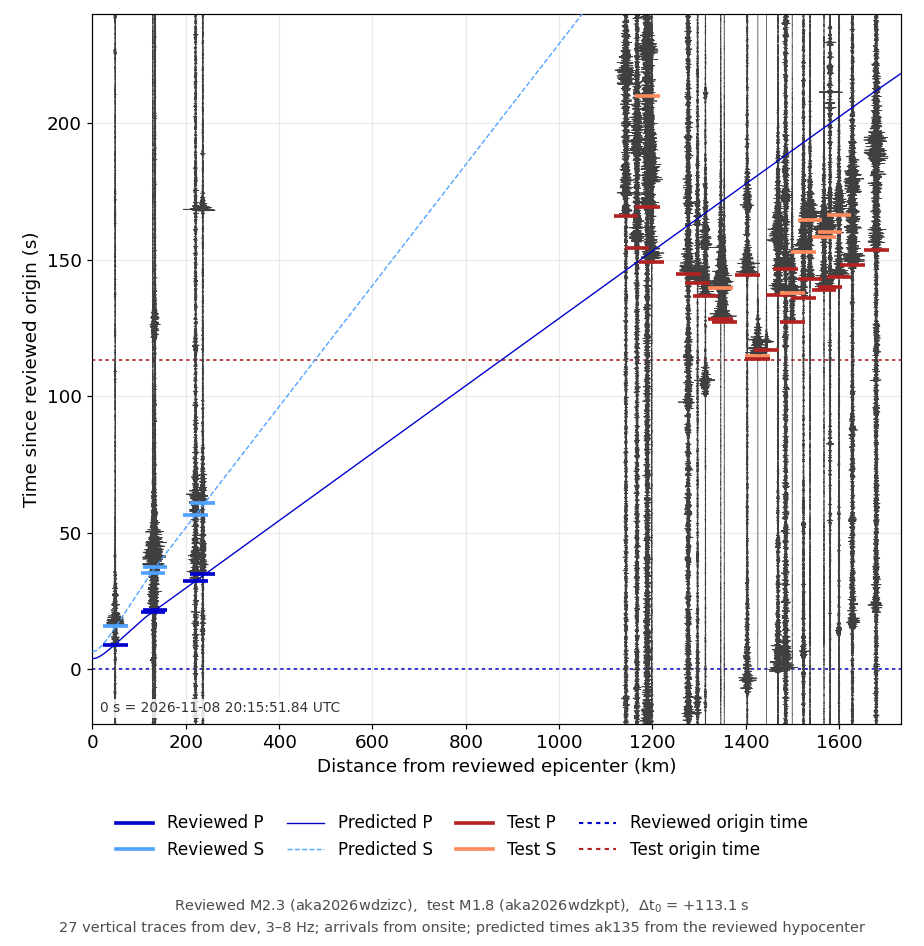 Time since reviewed origin (s)
200
150
100
50
0
0 s = 2026-11-08 20:15:51.84 UTC
0 200 400 600 800 1000 1200 1400 1600
Distance from reviewed epicenter (km)
Reviewed P Predicted P Test P Reviewed origin time
Reviewed S Predicted S Test S Test origin time
Reviewed M2.3 (aka2026wdzizc), test M1.8 (aka2026wdzkpt), Δt₀ = +113.1 s
27 vertical traces from dev, 3–8 Hz; arrivals from onsite; predicted times ak135 from the reviewed hypocenter